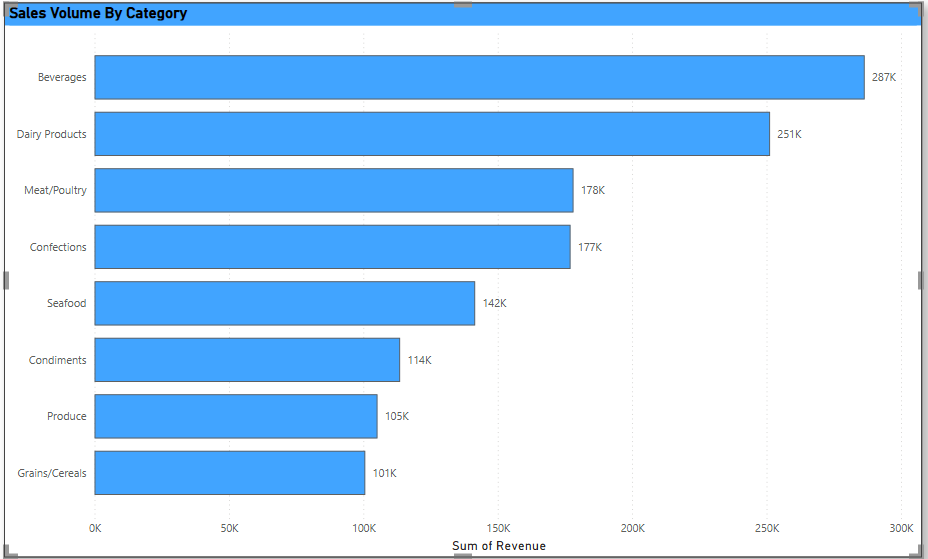 Sales Volume By Category
Beverages 287K
Dairy Products 251K
Meat/Poultry 178K
Confections 177K
Seafood 142K
Condiments 114K
Produce 105K
Grains/Cereals 101K
0K 50K 100K 150K 200K 250K 300K
Sum of Revenue